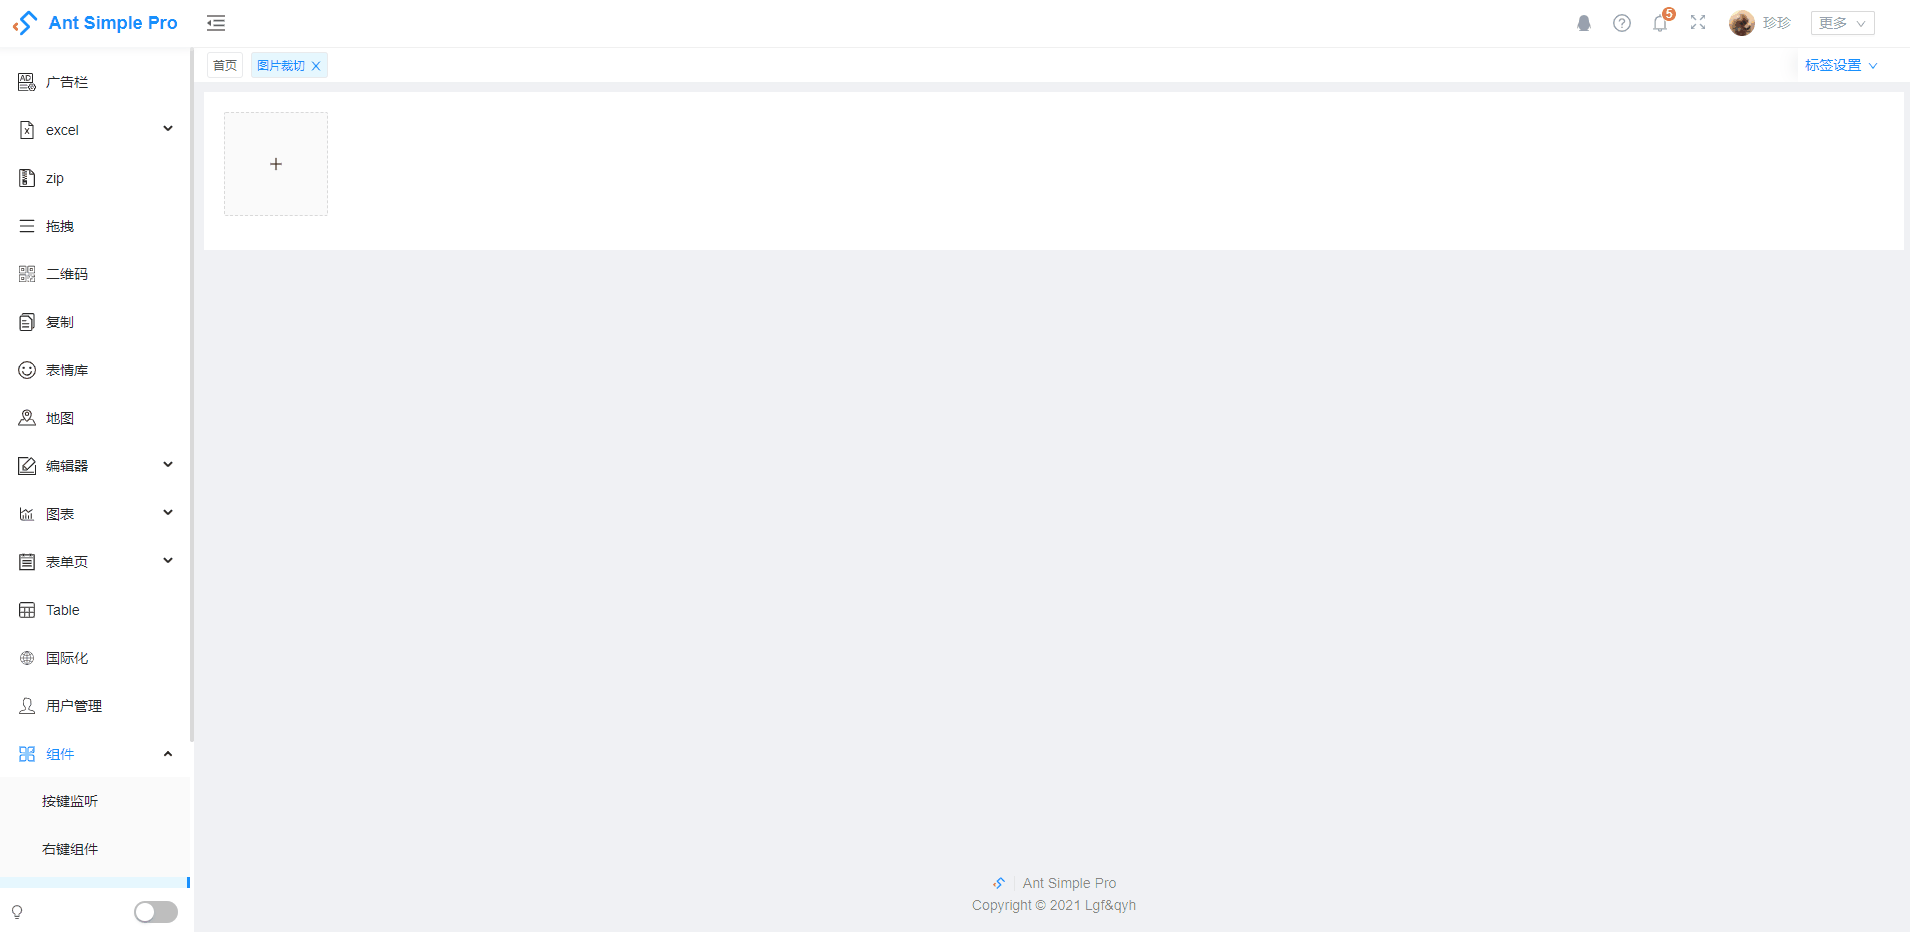 Ant Simple Pro
5
珍珍
更多
首页
图片裁切
标签设置
AD
广告栏
excel
zip
拖拽
二维码
复制
表情库
地图
编辑器
图表
表单页
Table
国际化
用户管理
组件
按键监听
右键组件
Ant Simple Pro
Copyright © 2021 Lgf&qyh